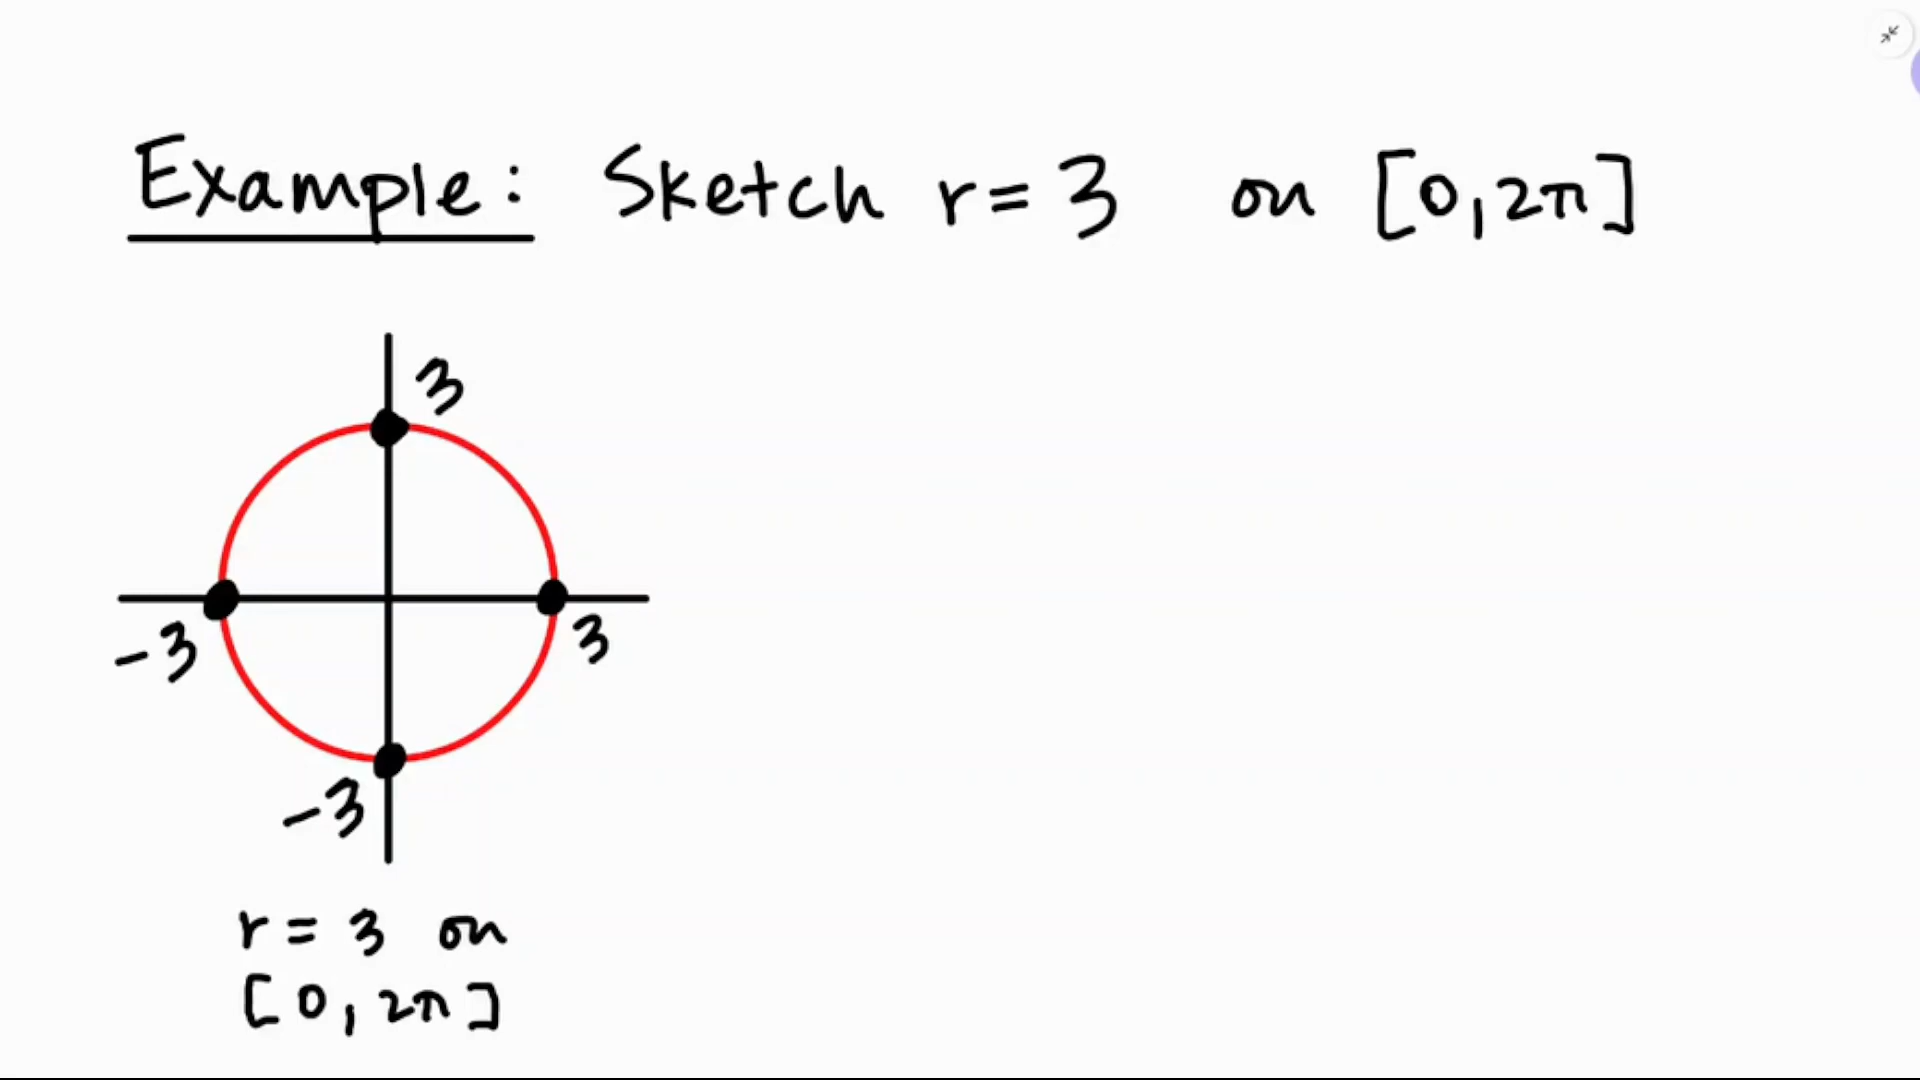 Example: Sketch r = 3 on [0, 2π]
3
-3
3
-3
r = 3 on
[0, 2π]